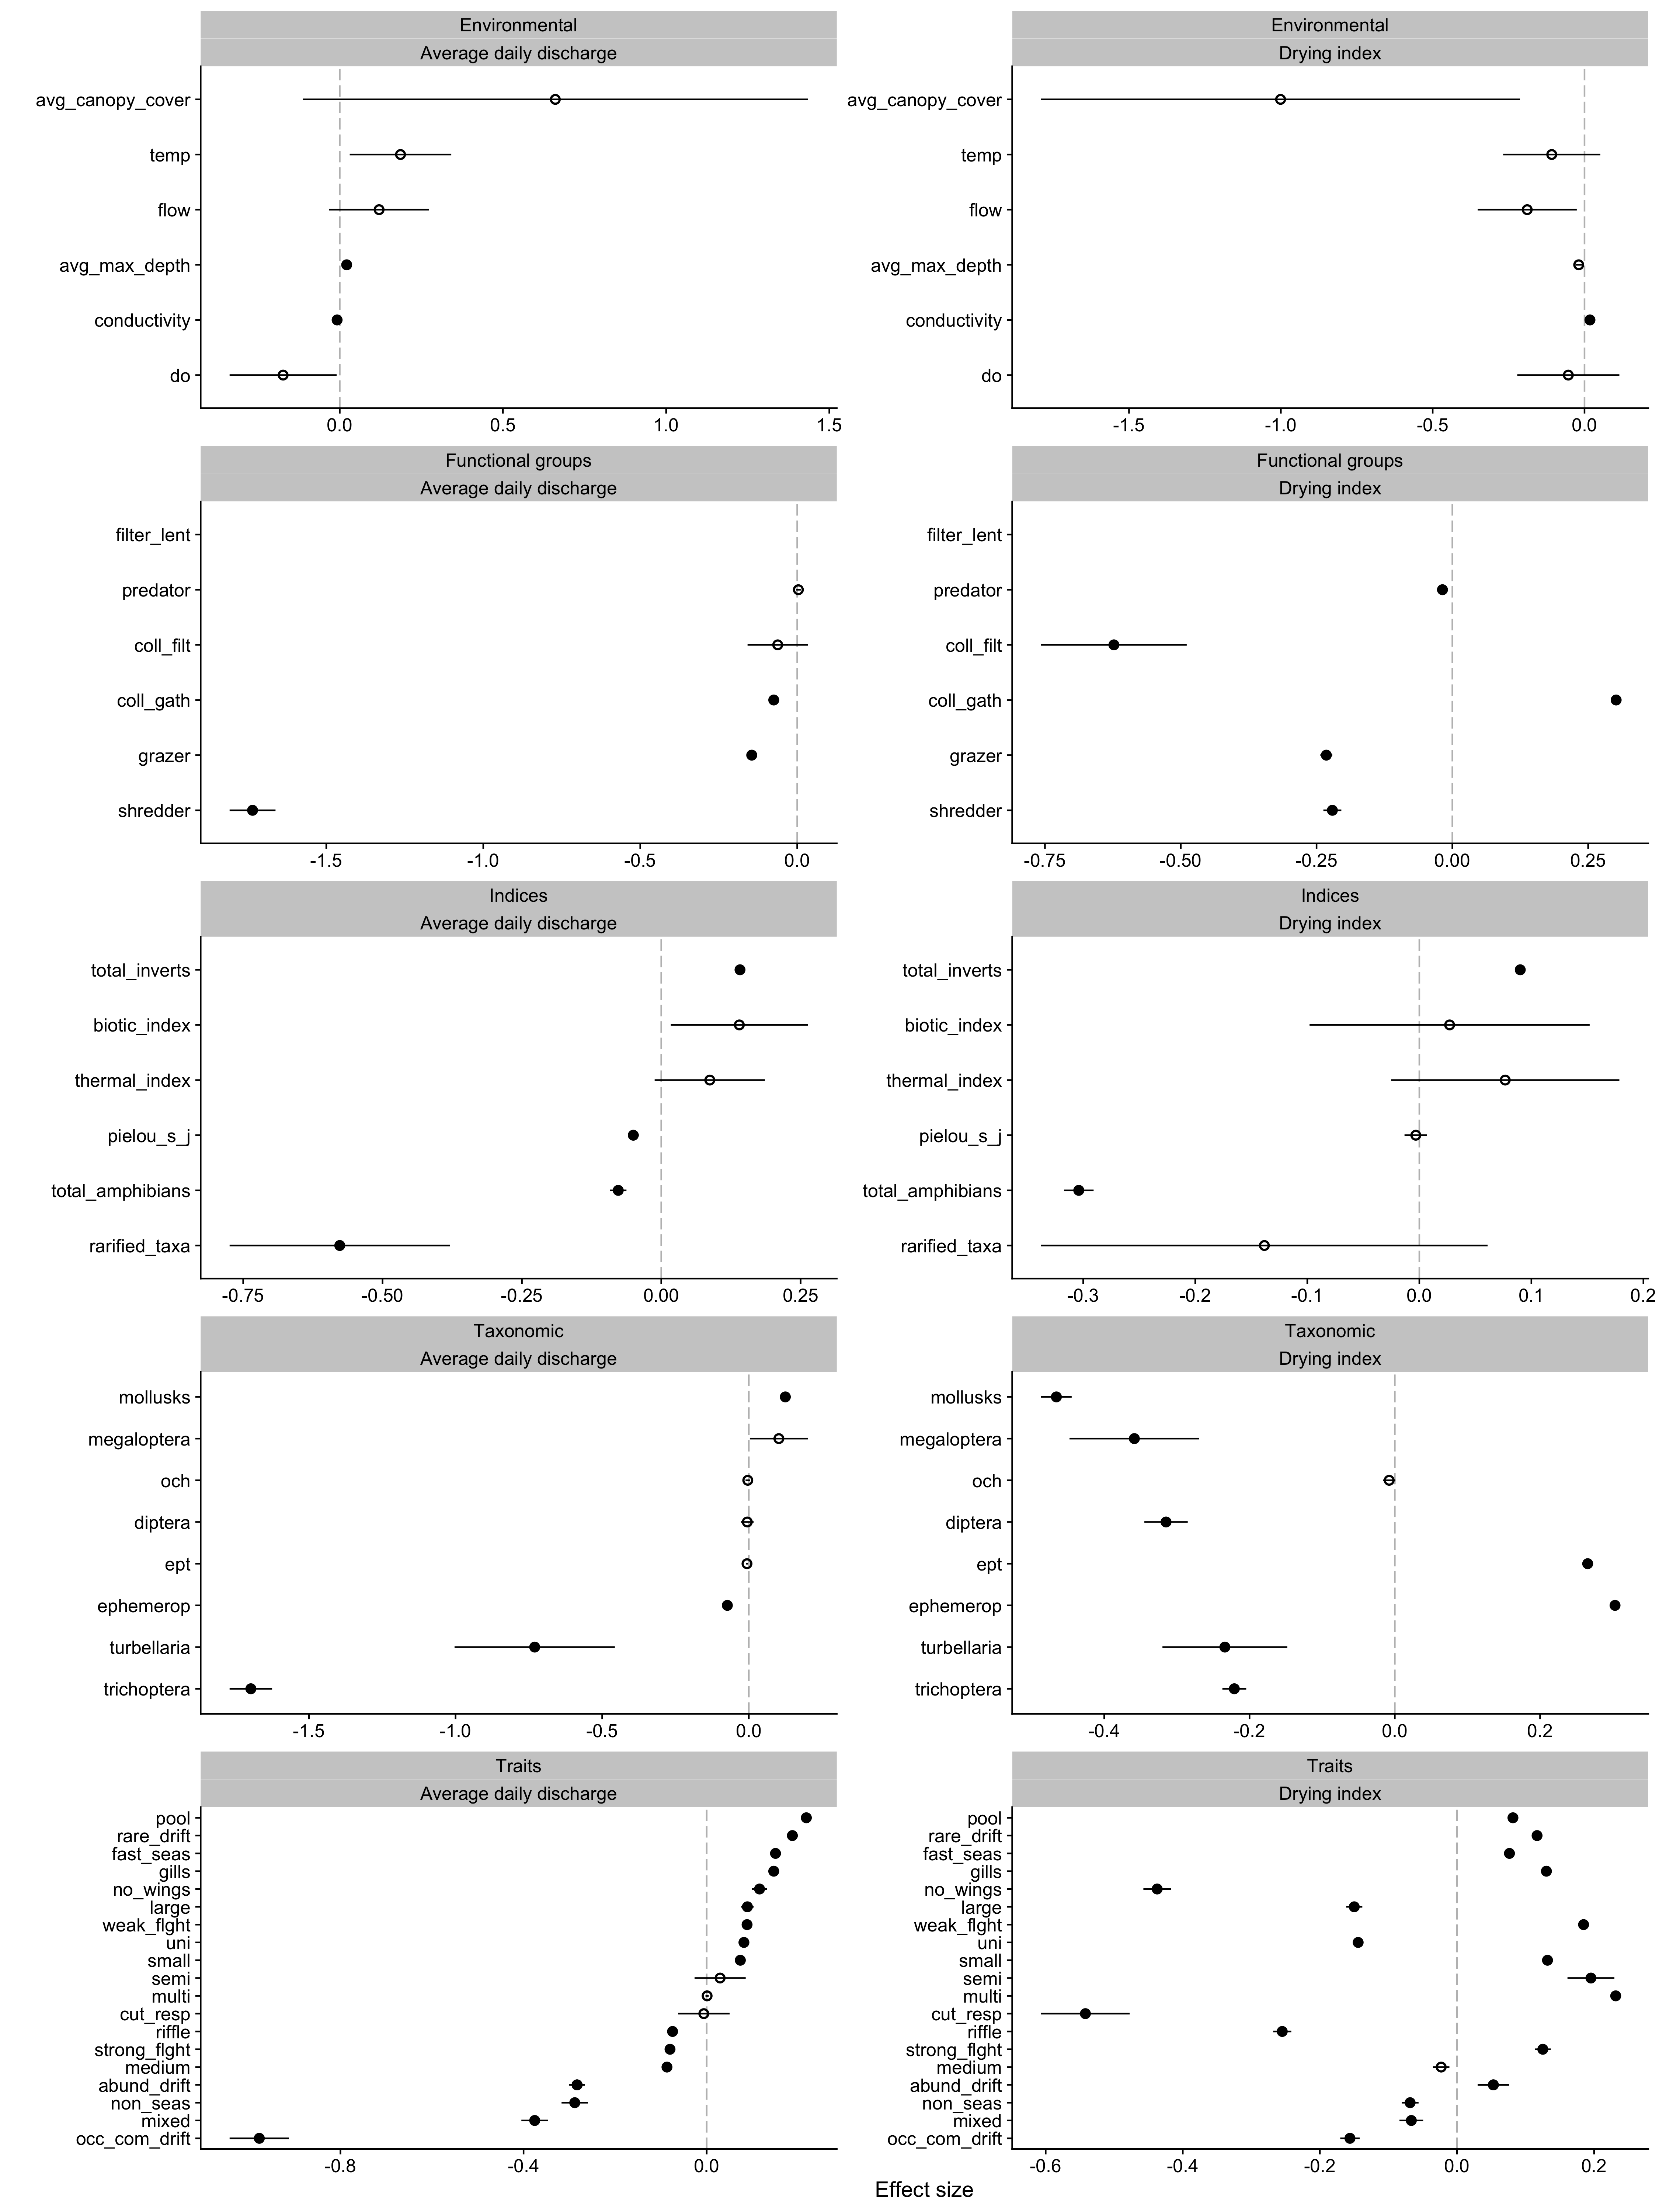 Environmental
Average daily discharge
avg_canopy_cover
temp
flow
avg_max_depth
conductivity
do
0.0 0.5 1.0 1.5
Environmental
Drying index
avg_canopy_cover
temp
flow
avg_max_depth
conductivity
do
-1.5 -1.0 -0.5 0.0
Functional groups
Average daily discharge
filter_lent
predator
coll_filt
coll_gath
grazer
shredder
-1.5 -1.0 -0.5 0.0
Functional groups
Drying index
filter_lent
predator
coll_filt
coll_gath
grazer
shredder
-0.75 -0.50 -0.25 0.00 0.25
Indices
Average daily discharge
total_inverts
biotic_index
thermal_index
pielou_s_j
total_amphibians
rarified_taxa
-0.75 -0.50 -0.25 0.00 0.25
Indices
Drying index
total_inverts
biotic_index
thermal_index
pielou_s_j
total_amphibians
rarified_taxa
-0.3 -0.2 -0.1 0.0 0.1 0.2
Taxonomic
Average daily discharge
mollusks
megaloptera
och
diptera
ept
ephemerop
turbellaria
trichoptera
-1.5 -1.0 -0.5 0.0
Taxonomic
Drying index
mollusks
megaloptera
och
diptera
ept
ephemerop
turbellaria
trichoptera
-0.4 -0.2 0.0 0.2
Traits
Average daily discharge
pool
rare_drift
fast_seas
gills
no_wings
large
weak_flght
uni
small
semi
multi
cut_resp
riffle
strong_flght
medium
abund_drift
non_seas
mixed
occ_com_drift
-0.8 -0.4 0.0
Traits
Drying index
pool
rare_drift
fast_seas
gills
no_wings
large
weak_flght
uni
small
semi
multi
cut_resp
riffle
strong_flght
medium
abund_drift
non_seas
mixed
occ_com_drift
-0.6 -0.4 -0.2 0.0 0.2
Effect size